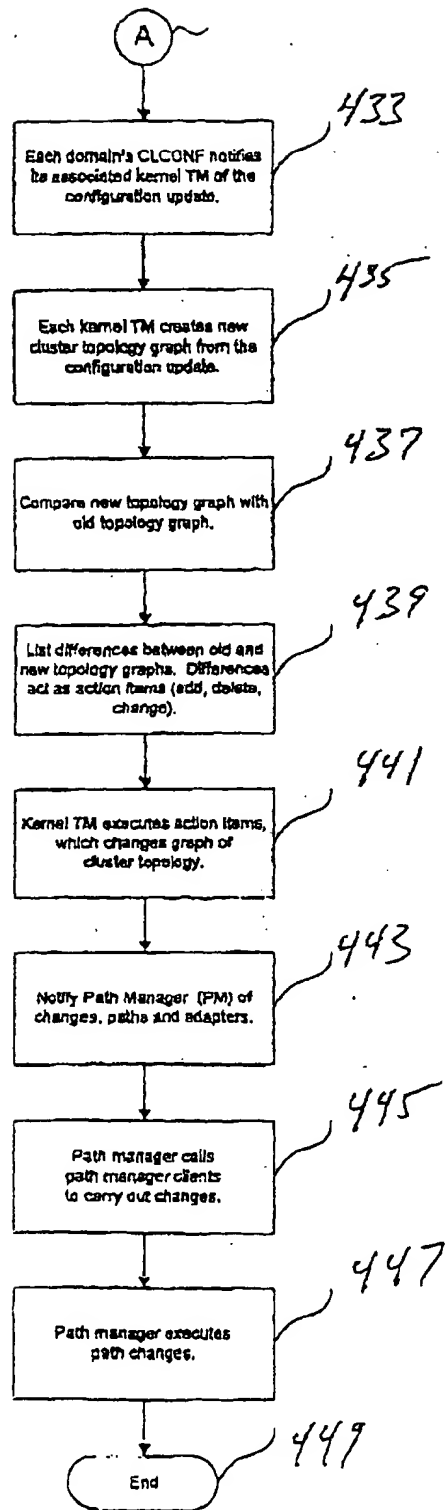 A
433
Each domain's CLCONF notifies
its associated kernel TM of the
configuration update.
435
Each kernel TM creates new
cluster topology graph from the
configuration update.
437
Compare new topology graph with
old topology graph.
439
List differences between old and
new topology graphs. Differences
act as action items (add, delete,
change).
441
Kernel TM executes action items,
which changes graph of
cluster topology.
443
Notify Path Manager (PM) of
changes, paths and adapters.
445
Path manager calls
path manager clients
to carry out changes.
447
Path manager executes
path changes.
449
End